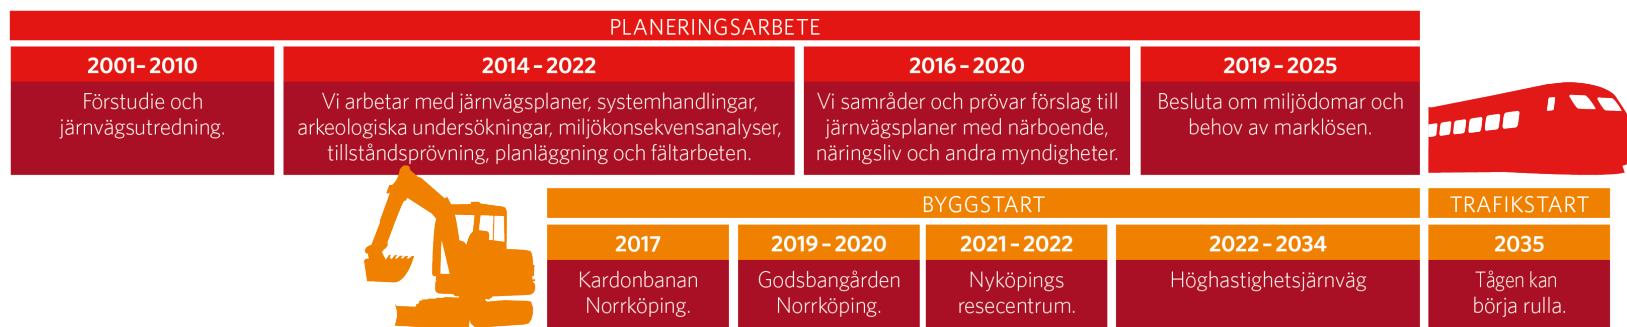 PLANERINGSARBETE
2001–2010
Förstudie och
järnvägsutredning.
2014–2022
Vi arbetar med järnvägsplaner, systemhandlingar,
arkeologiska undersökningar, miljökonsekvensanalyser,
tillståndsprövning, planläggning och fältarbeten.
2016–2020
Vi samråder och prövar förslag till
järnvägsplaner med närboende,
näringsliv och andra myndigheter.
2019–2025
Besluta om miljödomar och
behov av marklösen.
BYGGSTART
2017
Kardonbanan
Norrköping.
2019–2020
Godsbangården
Norrköping.
2021–2022
Nyköpings
resecentrum.
2022–2034
Höghastighetsjärnväg
TRAFIKSTART
2035
Tågen kan
börja rulla.